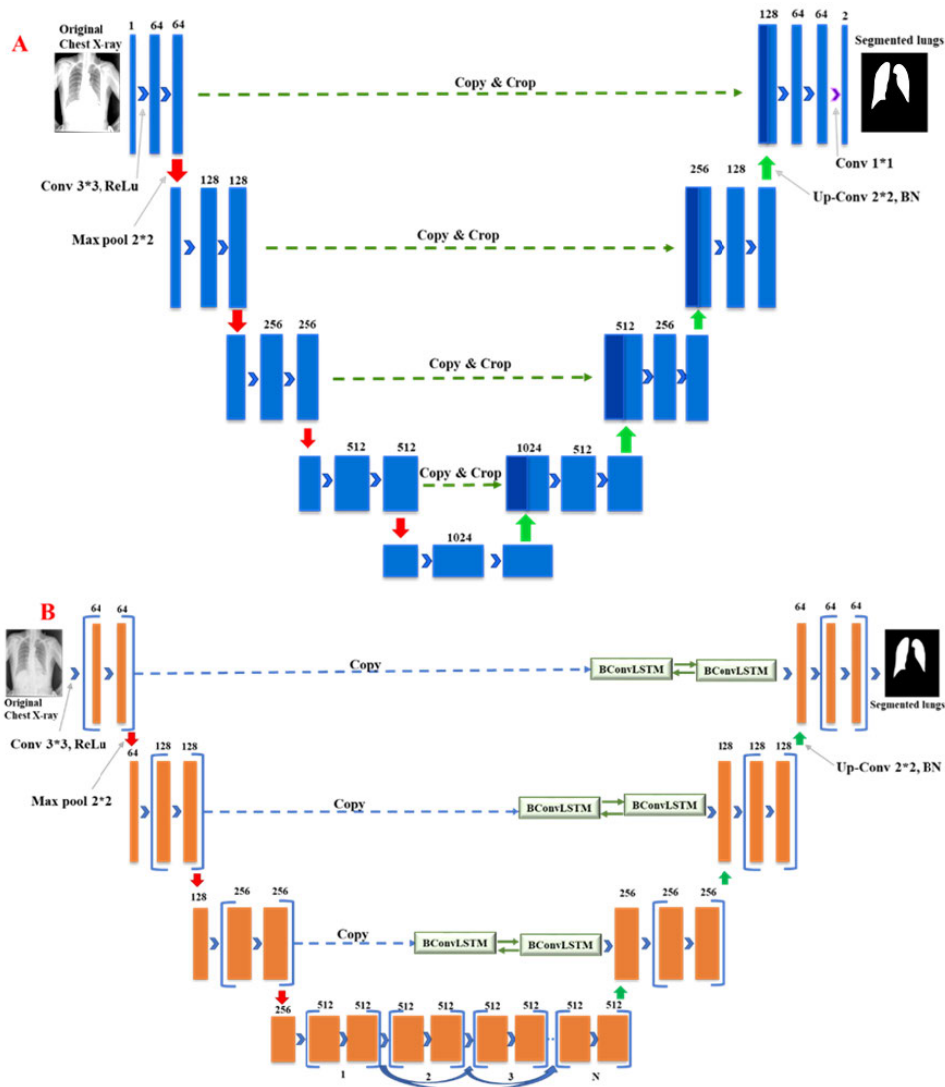 A
Original
Chest X-ray
1 64 64
128 64 64 2
Segmented lungs
Copy & Crop
Conv 3*3, ReLu
Conv 1*1
Max pool 2*2
Up-Conv 2*2, BN
128 128
256 128
Copy & Crop
256 256
512 256
Copy & Crop
512 512
1024 512
Copy & Crop
1024
B
64 64
64 64 64
Copy
BConvLSTM BConvLSTM
Original
Chest X-ray
Segmented lungs
Conv 3*3, ReLu
Max pool 2*2
Up-Conv 2*2, BN
64 128 128
128 128 128
Copy
BConvLSTM BConvLSTM
128 256 256
256 256 256
Copy
BConvLSTM BConvLSTM
256 512 512 512 512 512 512 512 512
1 2 3 N